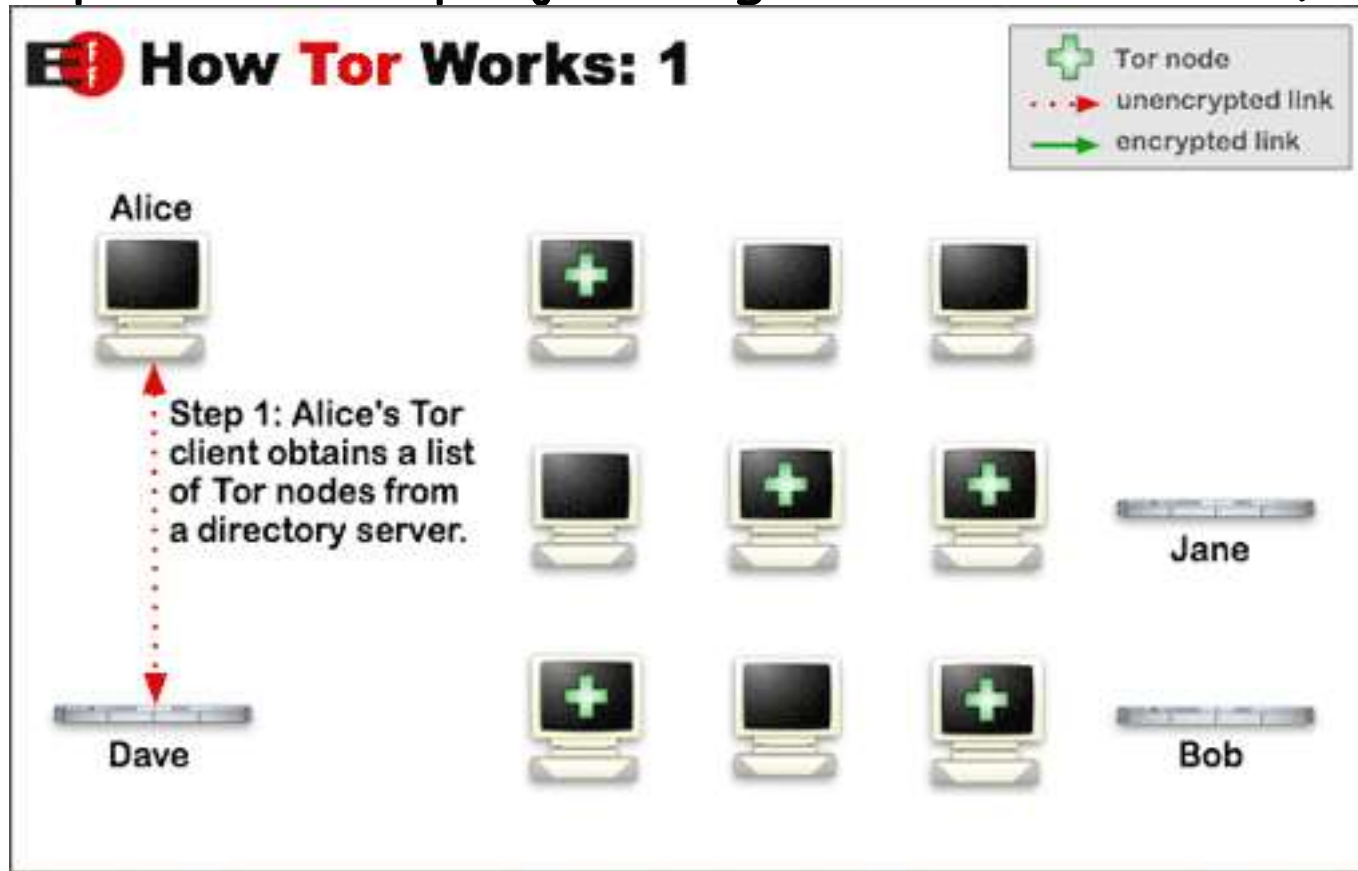 EFF How Tor Works: 1
Tor node
unencrypted link
encrypted link
Alice
Step 1: Alice's Tor
client obtains a list
of Tor nodes from
a directory server.
Jane
Dave
Bob